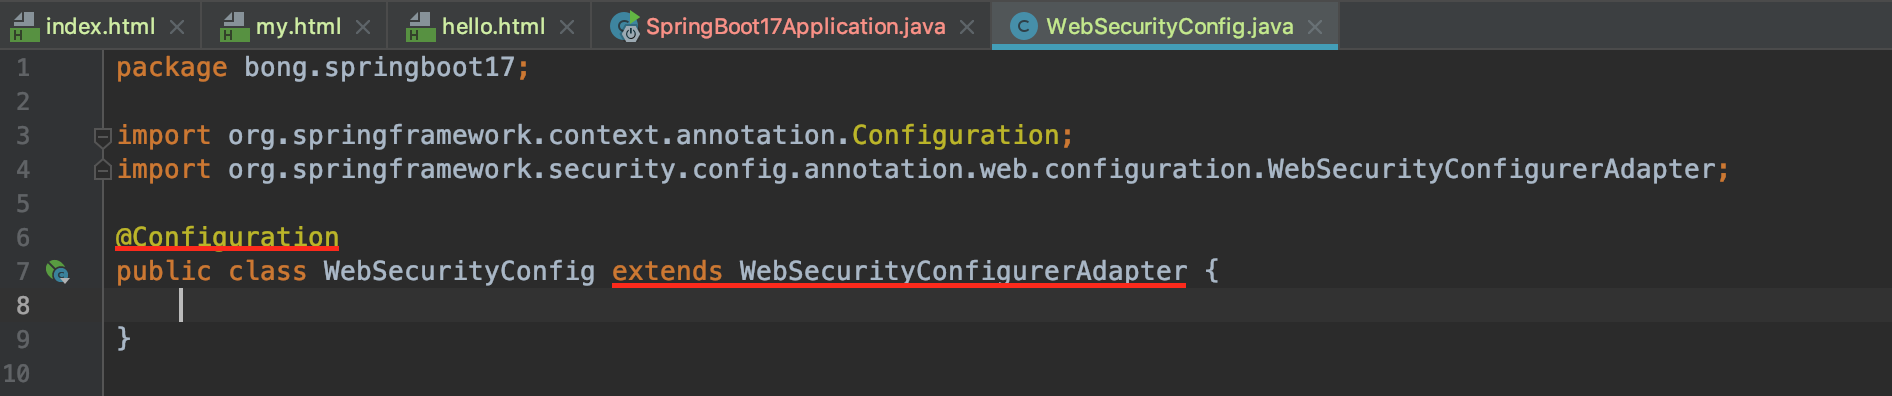 index.html my.html hello.html SpringBoot17Application.java WebSecurityConfig.java
1 package bong.springboot17;
2
3 import org.springframework.context.annotation.Configuration;
4 import org.springframework.security.config.annotation.web.configuration.WebSecurityConfigurerAdapter;
5
6 @Configuration
7 public class WebSecurityConfig extends WebSecurityConfigurerAdapter {
8
9 }
10